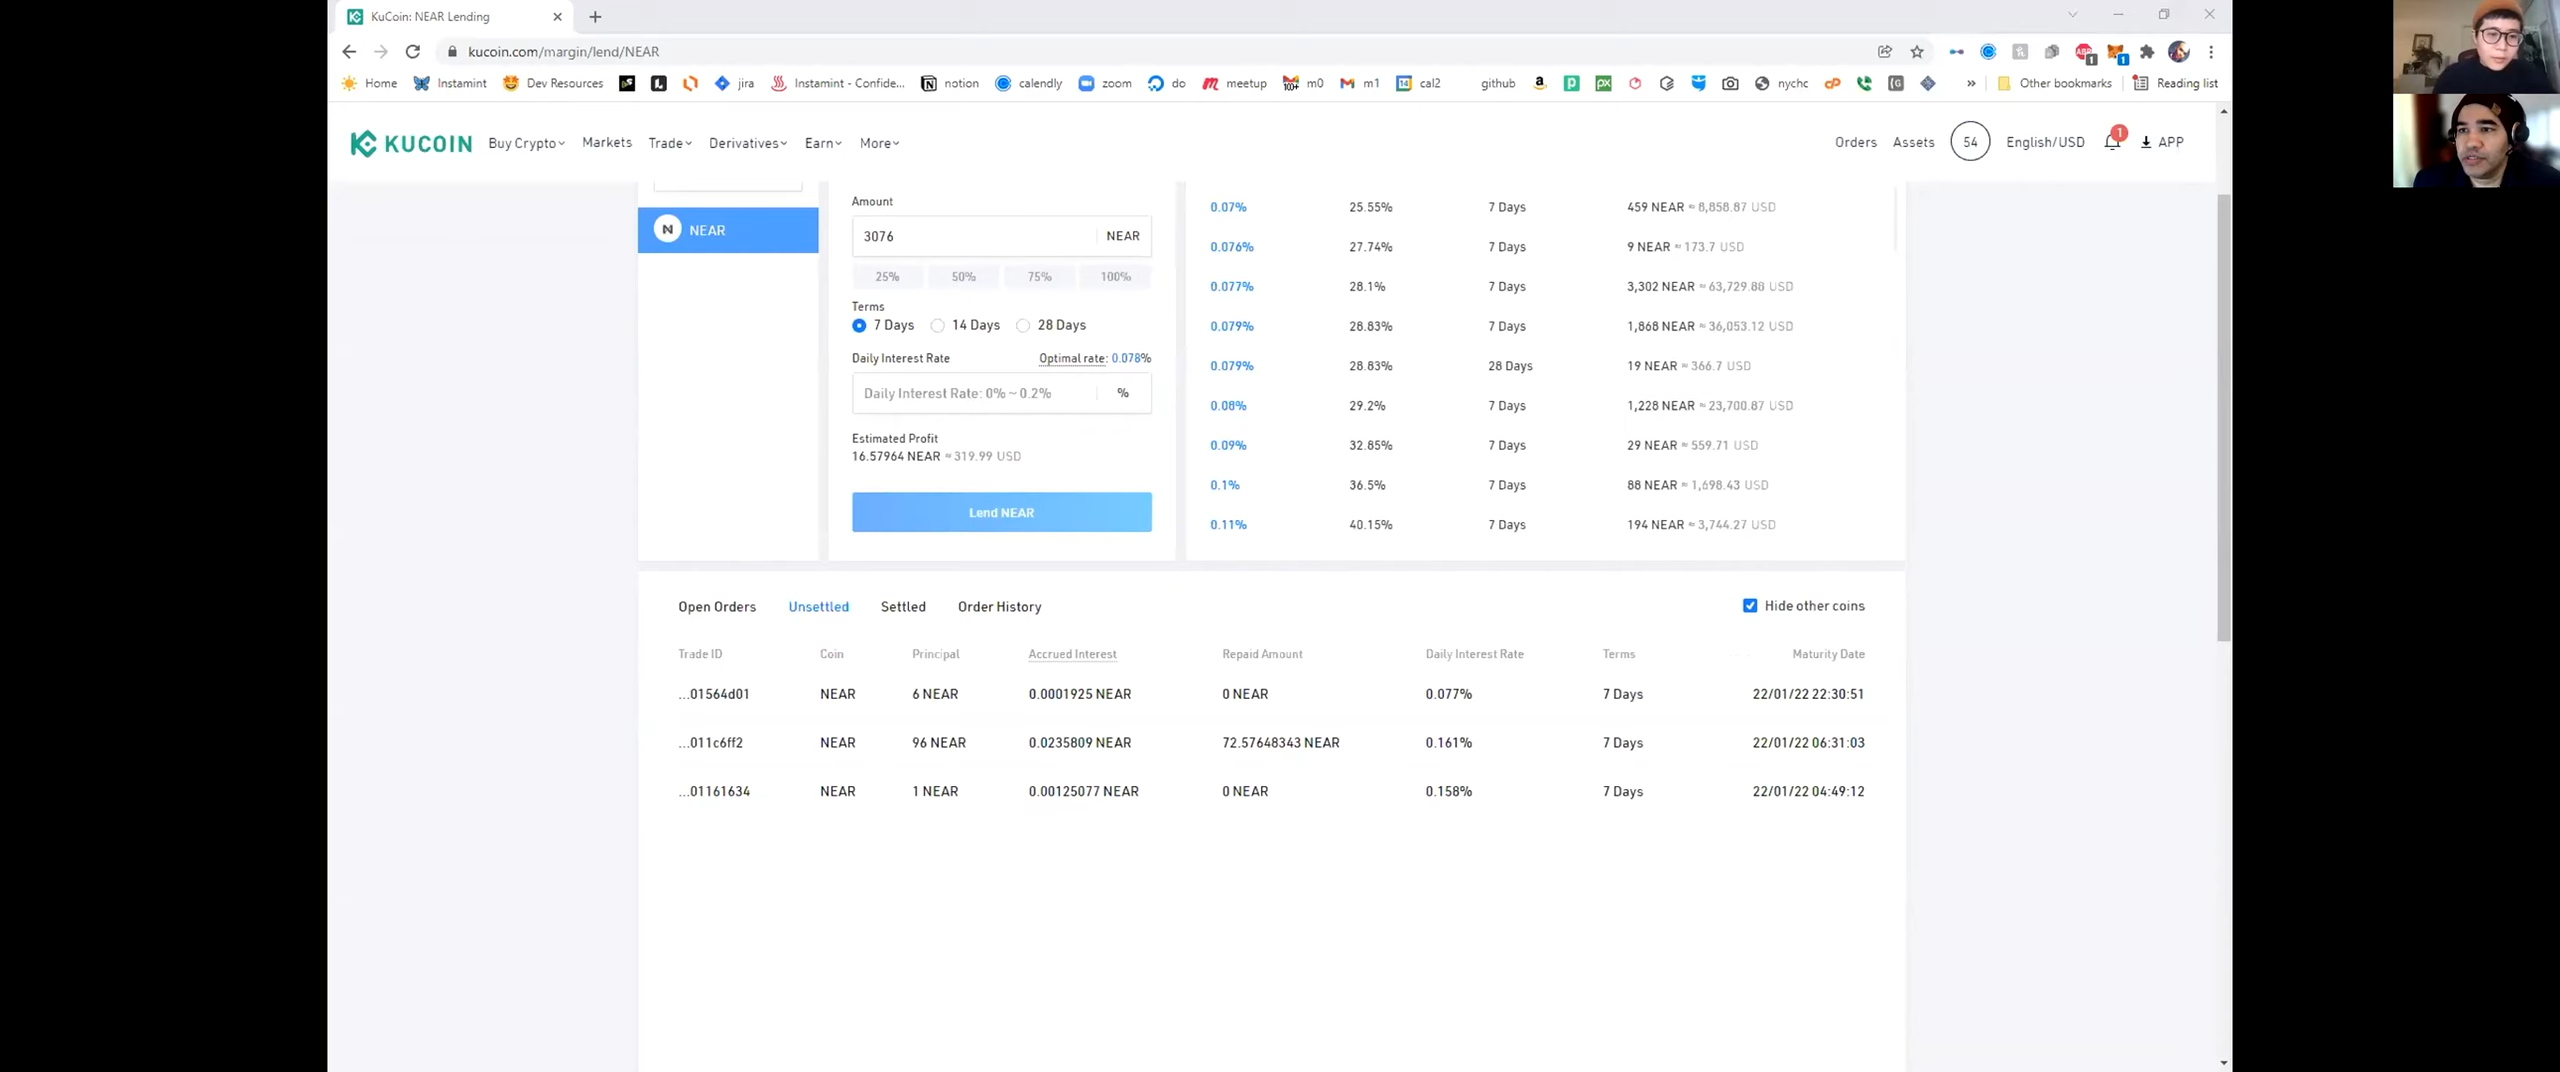 KuCoin: NEAR Lending
kucoin.com/margin/lend/NEAR
Home Instamint Dev Resources jira Instamint - Confide... notion calendly zoom do meetup m0 m1 cal2 github nychc Other bookmarks Reading list
KUCOIN Buy Crypto Markets Trade Derivatives Earn More Orders Assets 54 English/USD 1 APP
NEAR
Amount
3076 NEAR
25% 50% 75% 100%
Terms
7 Days 14 Days 28 Days
Daily Interest Rate Optimal rate: 0.078%
Daily Interest Rate: 0% ~ 0.2% %
Estimated Profit
16.57964 NEAR ≈ 319.99 USD
Lend NEAR
0.07% 25.55% 7 Days 459 NEAR ≈ 8,858.87 USD
0.076% 27.74% 7 Days 9 NEAR ≈ 173.7 USD
0.077% 28.1% 7 Days 3,302 NEAR ≈ 63,729.88 USD
0.079% 28.83% 7 Days 1,868 NEAR ≈ 36,053.12 USD
0.079% 28.83% 28 Days 19 NEAR ≈ 366.7 USD
0.08% 29.2% 7 Days 1,228 NEAR ≈ 23,700.87 USD
0.09% 32.85% 7 Days 29 NEAR ≈ 559.71 USD
0.1% 36.5% 7 Days 88 NEAR ≈ 1,698.43 USD
0.11% 40.15% 7 Days 194 NEAR ≈ 3,744.27 USD
Open Orders Unsettled Settled Order History Hide other coins
Trade ID Coin Principal Accrued Interest Repaid Amount Daily Interest Rate Terms Maturity Date
...01564d01 NEAR 6 NEAR 0.0001925 NEAR 0 NEAR 0.077% 7 Days 22/01/22 22:30:51
...011c6ff2 NEAR 96 NEAR 0.0235809 NEAR 72.57648343 NEAR 0.161% 7 Days 22/01/22 06:31:03
...01161634 NEAR 1 NEAR 0.00125077 NEAR 0 NEAR 0.158% 7 Days 22/01/22 04:49:12